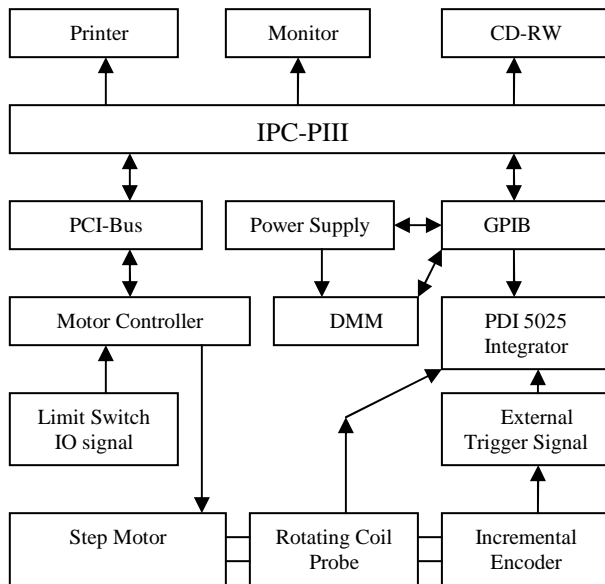 Printer
Monitor
CD-RW
IPC-PIII
PCI-Bus
Power Supply
GPIB
Motor Controller
DMM
PDI 5025
Integrator
Limit Switch
IO signal
External
Trigger Signal
Step Motor
Rotating Coil
Probe
Incremental
Encoder